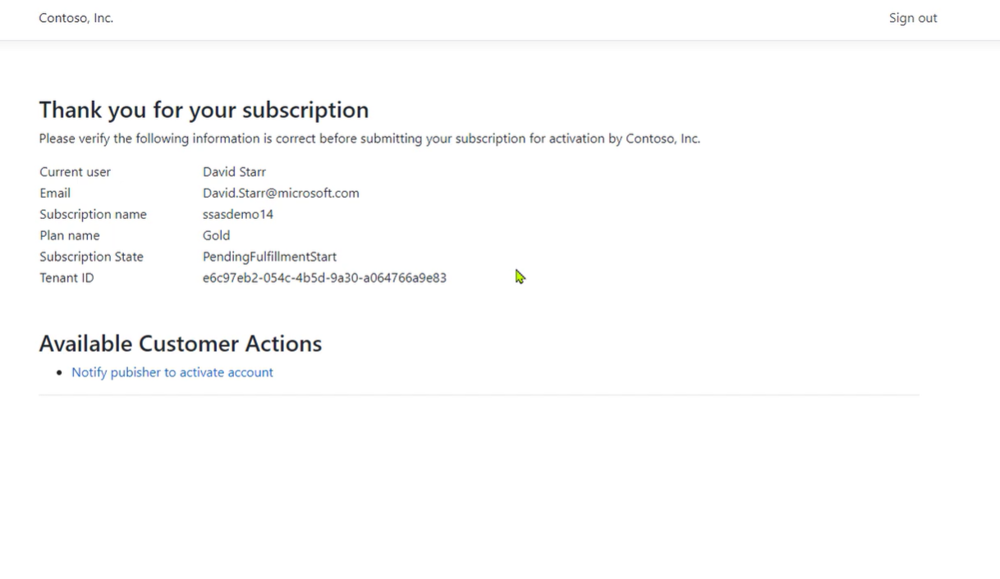 Contoso, Inc.
Sign out
Thank you for your subscription
Please verify the following information is correct before submitting your subscription for activation by Contoso, Inc.
Current user David Starr
Email David.Starr@microsoft.com
Subscription name ssasdemo14
Plan name Gold
Subscription State PendingFulfillmentStart
Tenant ID e6c97eb2-054c-4b5d-9a30-a064766a9e83
Available Customer Actions
• Notify pubisher to activate account